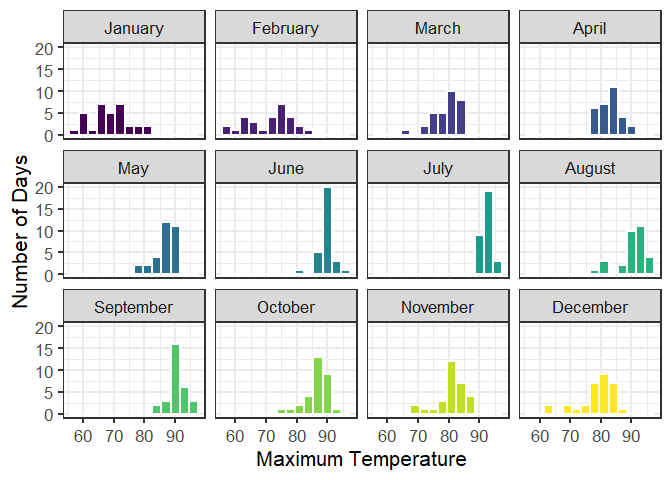 January February March April
20
15
10
5
0
May June July August
20
15
10
5
0
September October November December
20
15
10
5
0
60 70 80 90 60 70 80 90 60 70 80 90 60 70 80 90
Maximum Temperature
Number of Days